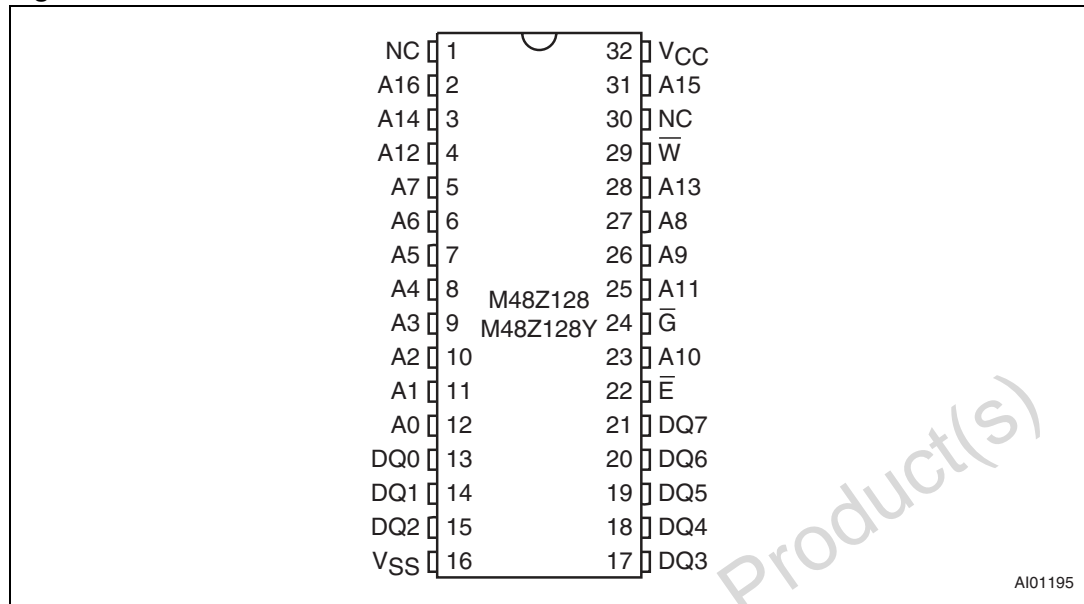 NC 1 32 VCC
A16 2 31 A15
A14 3 30 NC
A12 4 29 W̅
A7 5 28 A13
A6 6 27 A8
A5 7 26 A9
A4 8 25 A11
M48Z128
A3 9 24 G̅
M48Z128Y
A2 10 23 A10
A1 11 22 E̅
A0 12 21 DQ7
DQ0 13 20 DQ6
DQ1 14 19 DQ5
DQ2 15 18 DQ4
VSS 16 17 DQ3
Product(s)
AI01195